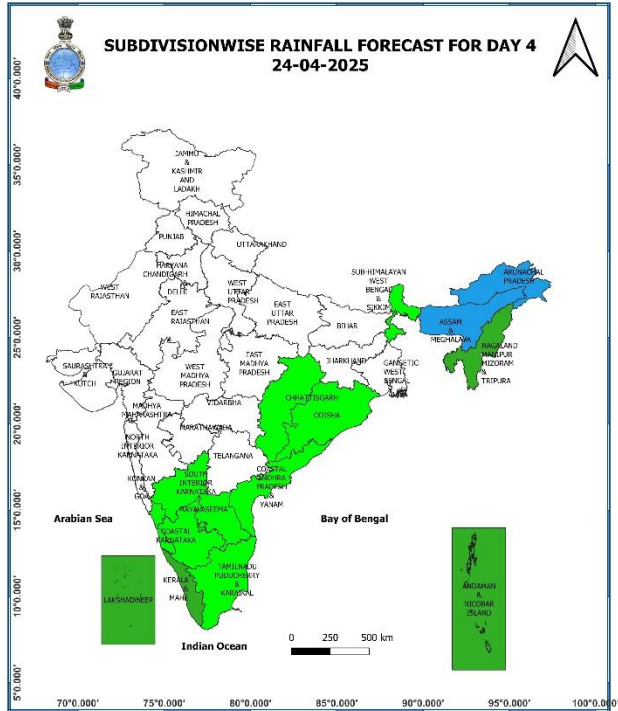 SUBDIVISIONWISE RAINFALL FORECAST FOR DAY 4
24-04-2025
40°0.000'
35°0.000'
30°0.000'
25°0.000'
20°0.000'
15°0.000'
10°0.000'
5°0.000'
JAMMU
&
KASHMIR
AND
LADAKH
HIMACHAL
PRADESH
PUNJAB
UTTARAKHAND
HARYANA
CHANDIGARH
&
DELHI
WEST
RAJASTHAN
EAST
RAJASTHAN
WEST
UTTAR
PRADESH
EAST
UTTAR
PRADESH
SUB-HIMALAYAN
WEST
BENGAL
&
SIKKIM
ARUNACHAL
PRADESH
ASSAM
&
MEGHALAYA
NAGALAND
MANIPUR
MIZORAM
&
TRIPURA
BIHAR
JHARKHAND
GANGETIC
WEST
BENGAL
SAURASHTRA
&
KUTCH
GUJARAT
REGION
WEST
MADHYA
PRADESH
EAST
MADHYA
PRADESH
CHHATTISGARH
ODISHA
VIDARBHA
MADHYA
MAHARASHTRA
MARATHAWADA
NORTH
INTERIOR
KARNATAKA
TELANGANA
KONKAN
&
GOA
SOUTH
INTERIOR
KARNATAKA
COASTAL
ANDHRA
PRADESH
&
YANAM
RAYALASEEMA
COASTAL
KARNATAKA
TAMILNADU
PUDUCHERRY
&
KARAIKAL
KERALA
&
MAHE
LAKSHADWEEP
ANDAMAN
&
NICOBAR
ISLAND
Arabian Sea
Bay of Bengal
Indian Ocean
0 250 500 km
70°0.000' 75°0.000' 80°0.000' 85°0.000' 90°0.000' 95°0.000' 100°0.000'